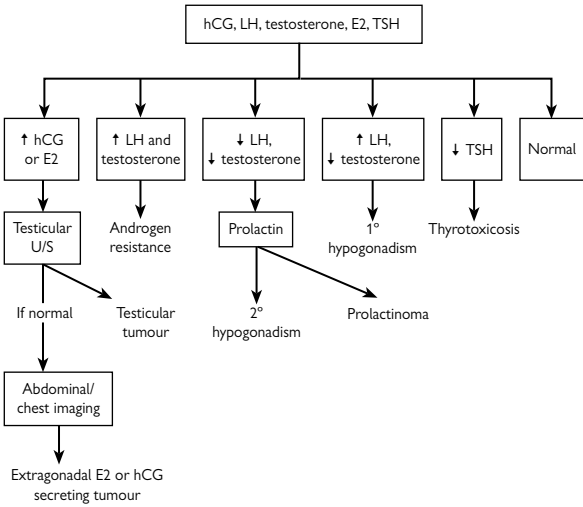 hCG, LH, testosterone, E2, TSH
↑ hCG
or E2
↑ LH and
testosterone
↓ LH,
↓ testosterone
↑ LH,
↓ testosterone
↓ TSH
Normal
Testicular
U/S
Androgen
resistance
Prolactin
1º
hypogonadism
Thyrotoxicosis
If normal
Testicular
tumour
2º
hypogonadism
Prolactinoma
Abdominal/
chest imaging
Extragonadal E2 or hCG
secreting tumour